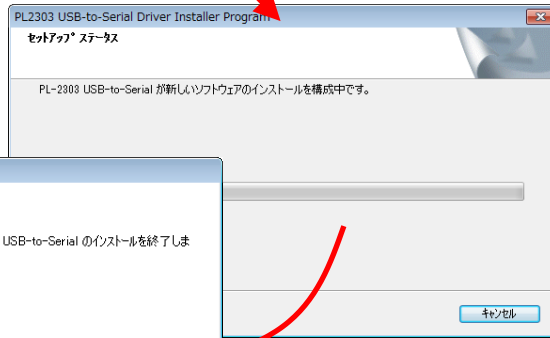 PL2303 USB-to-Serial Driver Installer Program
セットアップ ステータス
PL-2303 USB-to-Serial が新しいソフトウェアのインストールを構成中です。
USB-to-Serial のインストールを終了しま
キャンセル